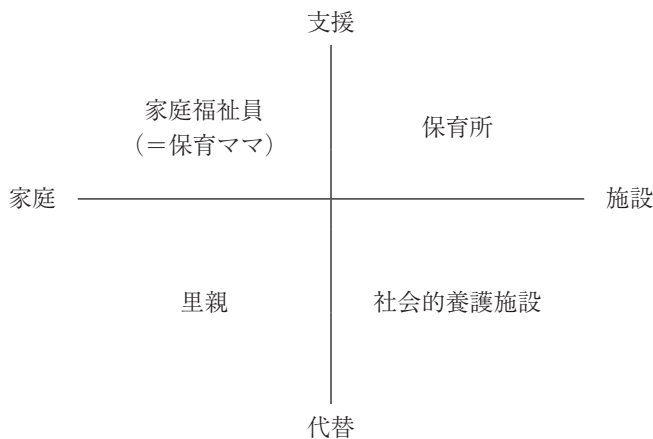 支援
家庭福祉員
（＝保育ママ）
保育所
家庭
施設
里親
社会的養護施設
代替